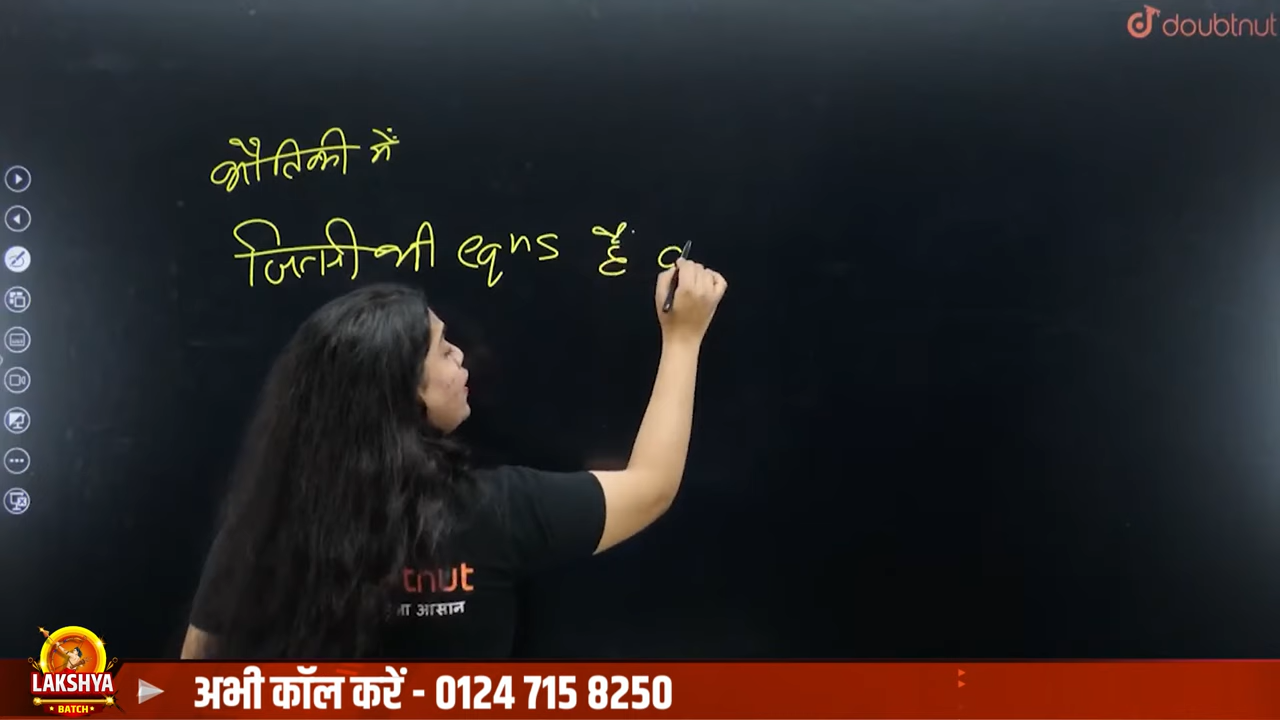 doubtnut
भौतिकी में
जितनी भी eqns हैं
tnut
ना आसान
LAKSHYA
BATCH
अभी कॉल करें - 0124 715 8250